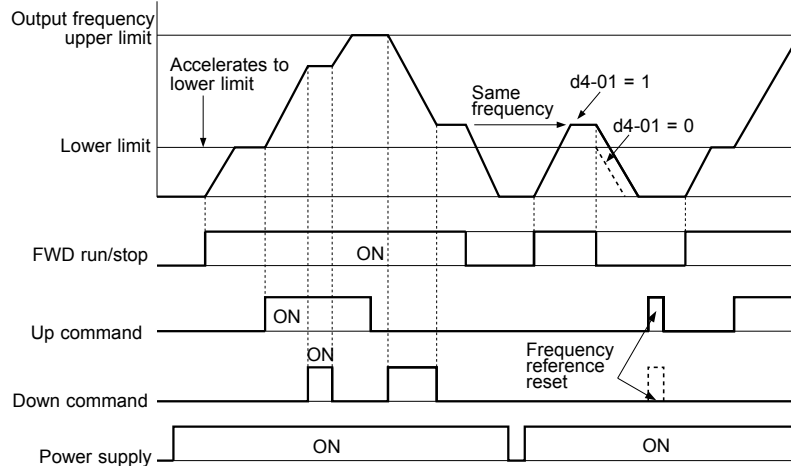 Output frequency
upper limit
Accelerates to
lower limit
Same
frequency
d4-01 = 1
d4-01 = 0
Lower limit
FWD run/stop
ON
Up command
ON
ON
Frequency
reference
reset
Down command
Power supply
ON
ON